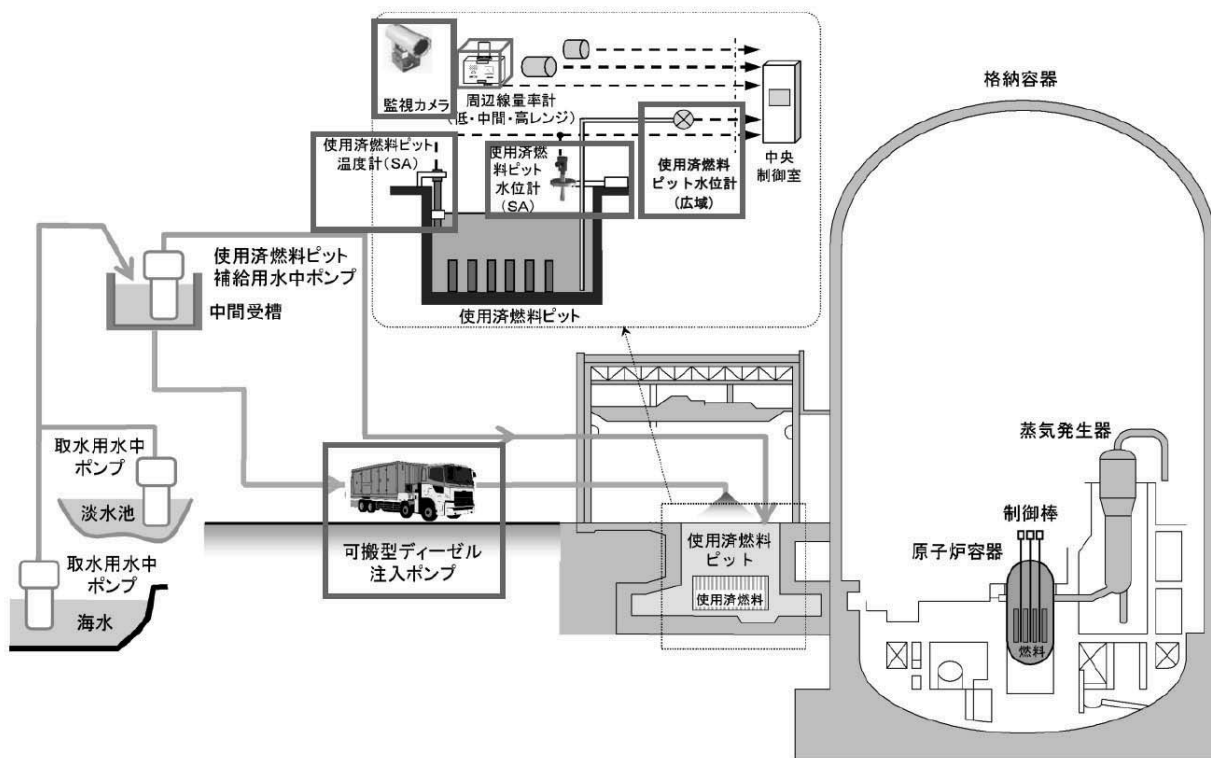 監視カメラ
周辺線量率計
(低・中間・高レンジ)
使用済燃料ピット
温度計(SA)
使用済燃
料ピット
水位計
(SA)
使用済燃料
ピット水位計
(広域)
中央
制御室
使用済燃料ピット
格納容器
使用済燃料ピット
補給用水中ポンプ
中間受槽
取水用水中
ポンプ
淡水池
取水用水中
ポンプ
海水
可搬型ディーゼル
注入ポンプ
使用済燃料
ピット
使用済燃料
蒸気発生器
制御棒
原子炉容器
燃料